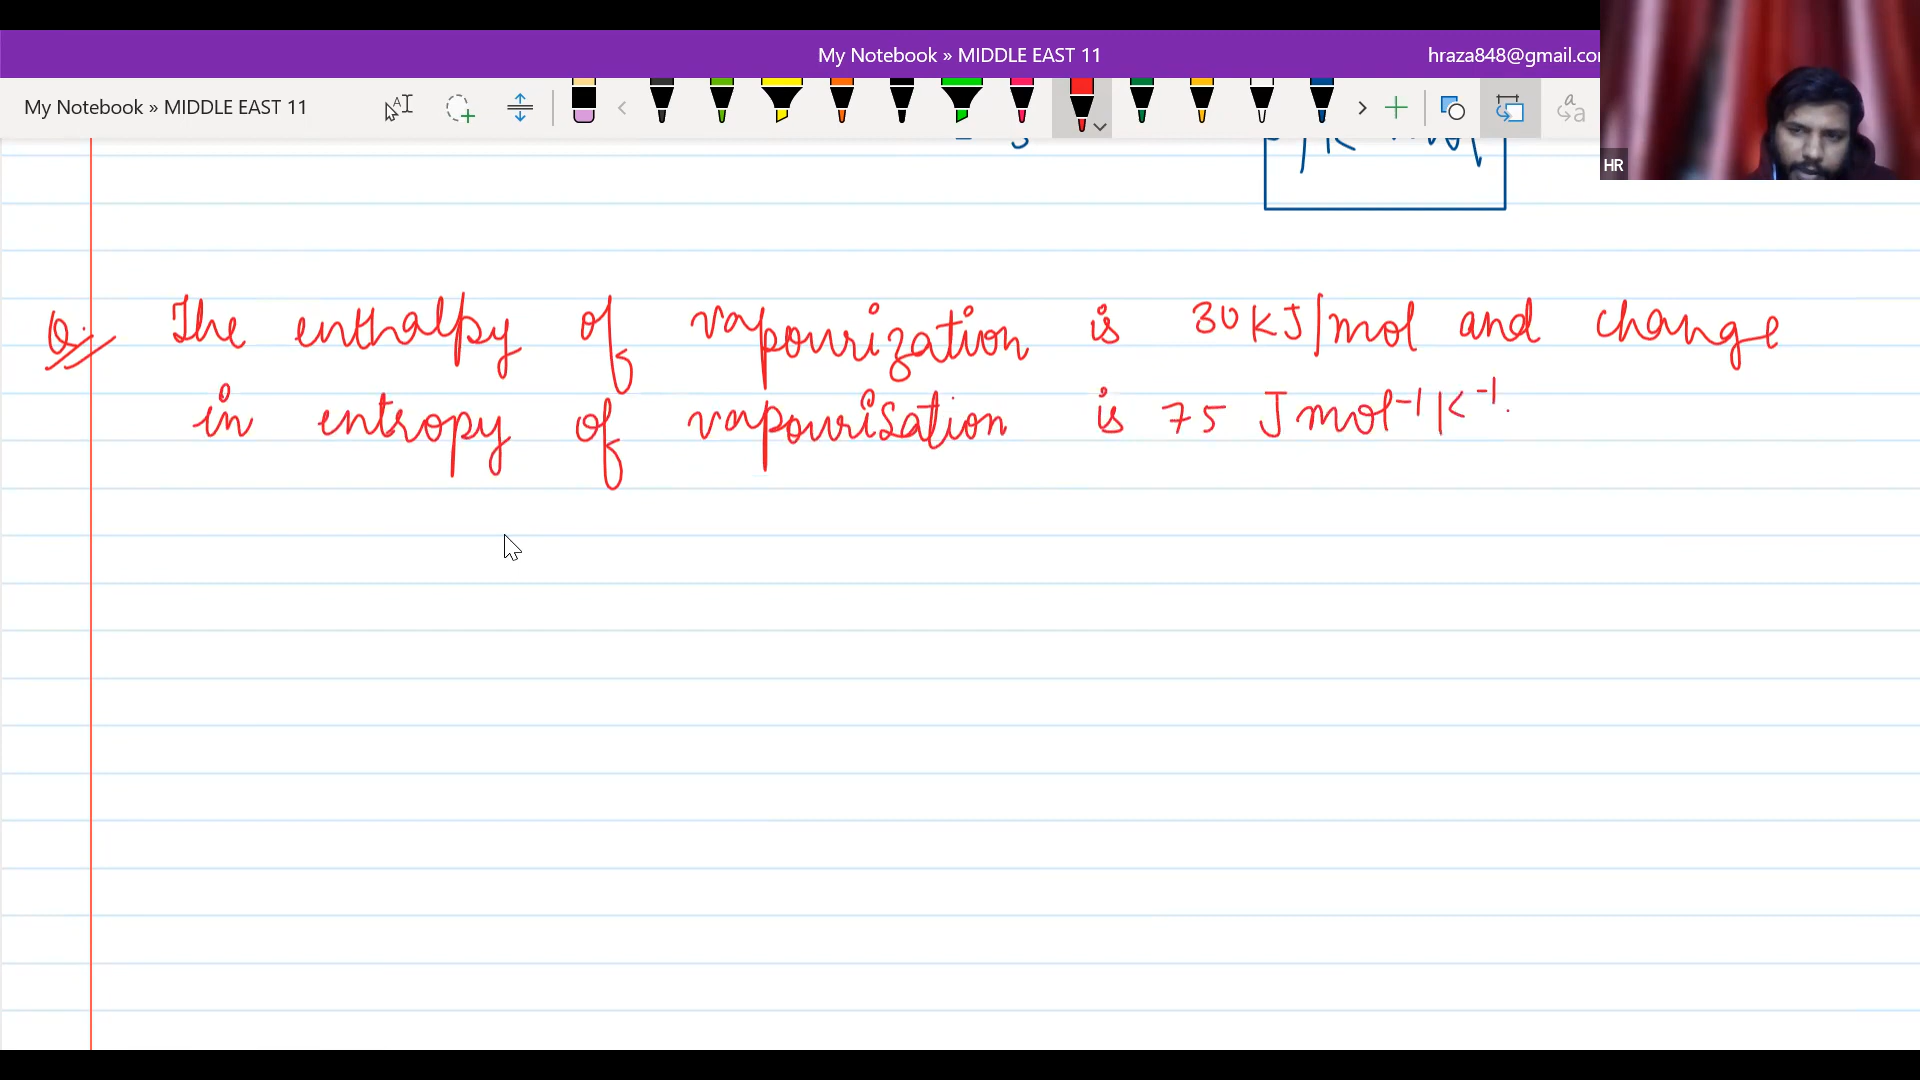 My Notebook » MIDDLE EAST 11
hraza848@gmail.co
My Notebook » MIDDLE EAST 11
HR
Q. The enthalpy of vapourization is 30 kJ/mol and change
in entropy of vapourisation is 75 J mol⁻¹ K⁻¹.